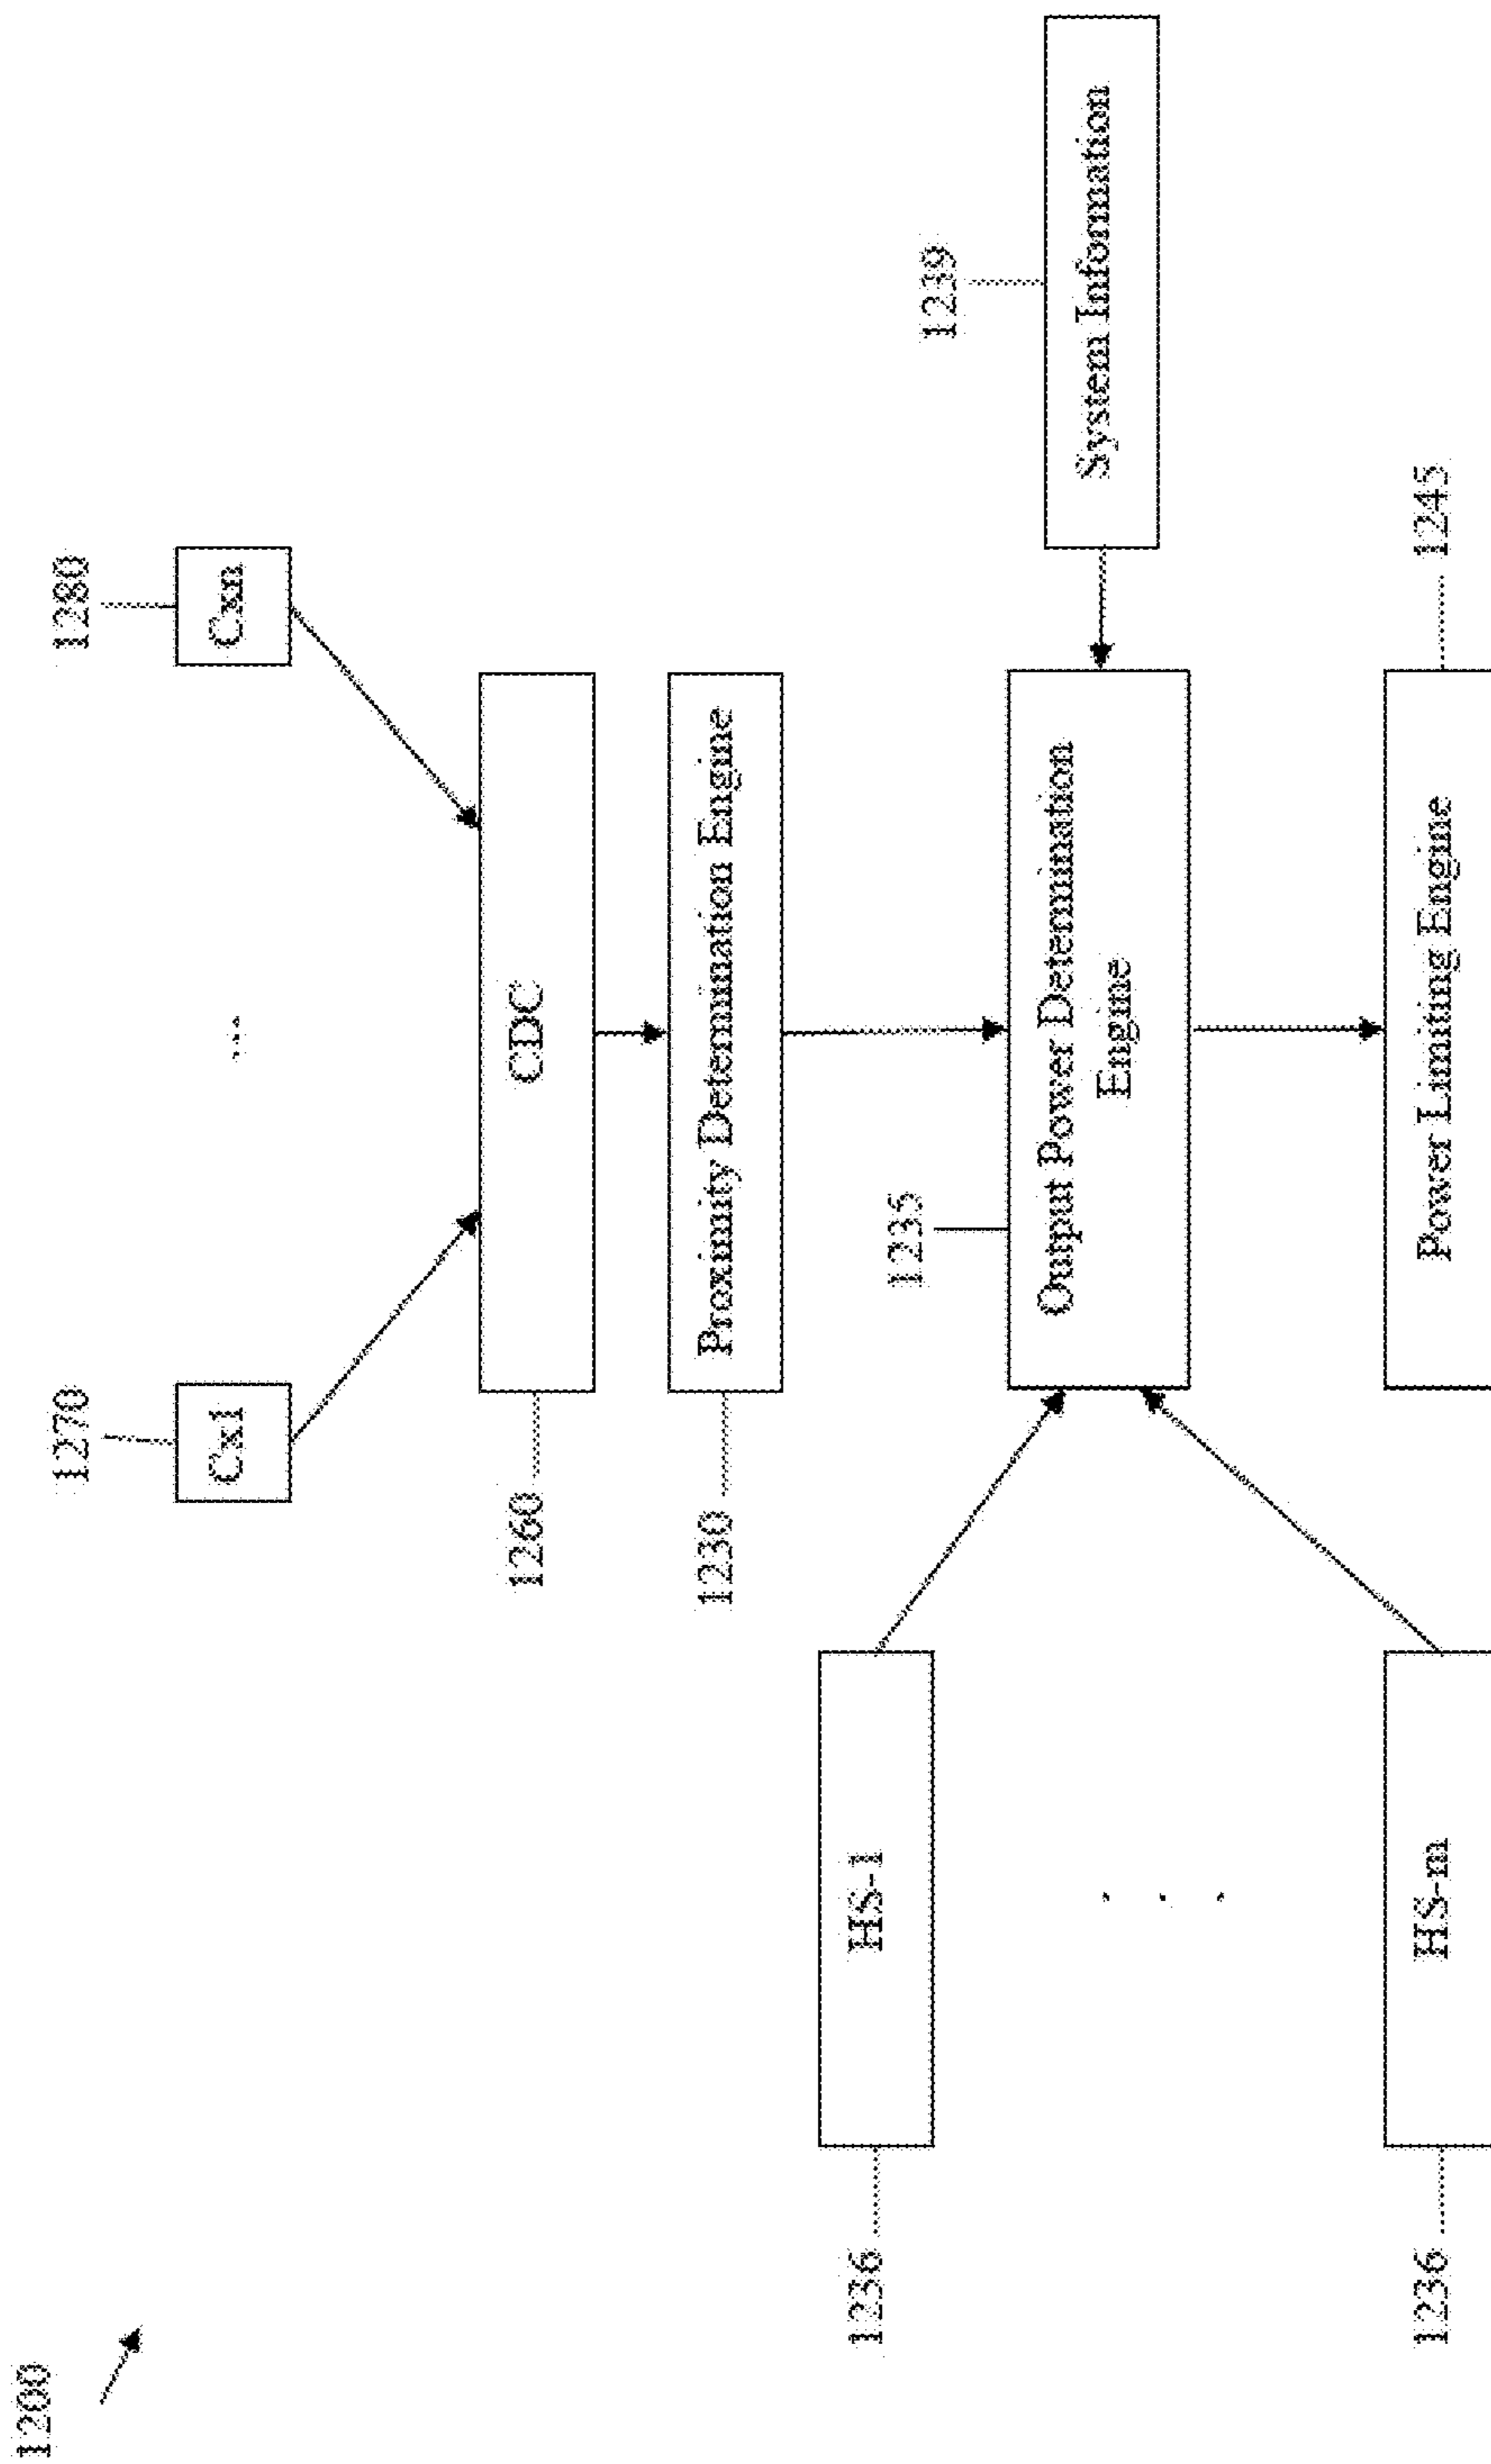 1200
1270
1280
Cx1
...
Cxn
1260
CDC
1230
Proximity Determination Engine
1235
1239
1236
HS-1
Output Power Determination
Engine
System Information
.
.
.
1236
HS-m
Power Limiting Engine
1245